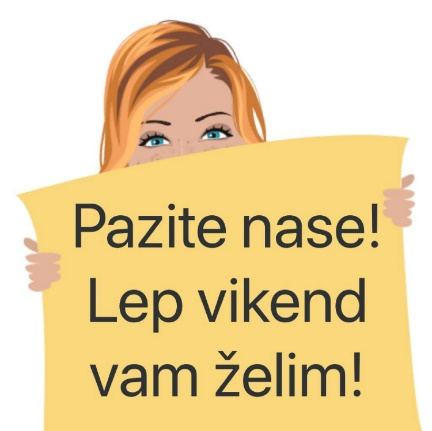 Pazite nase!
Lep vikend
vam želim!